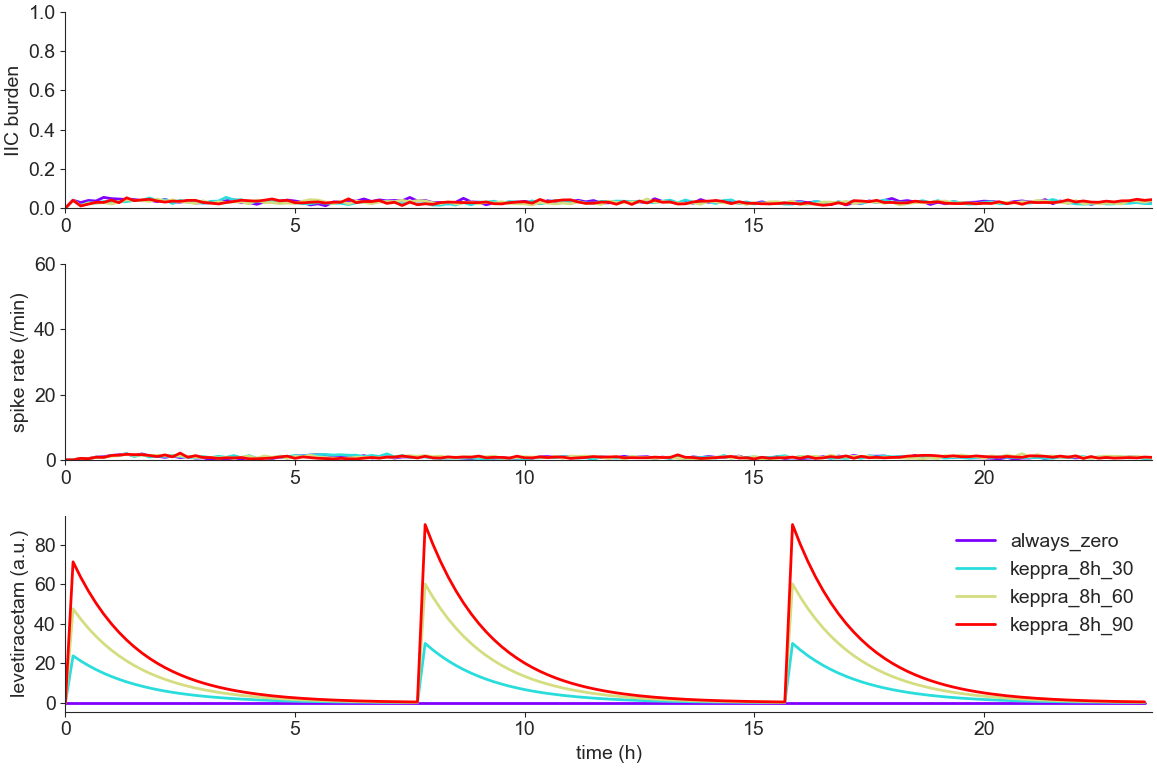 IIC burden
1.0
0.8
0.6
0.4
0.2
0.0
0 5 10 15 20
spike rate (/min)
60
40
20
0
0 5 10 15 20
levetiracetam (a.u.)
80
60
40
20
0
always_zero
keppra_8h_30
keppra_8h_60
keppra_8h_90
0 5 10 15 20
time (h)